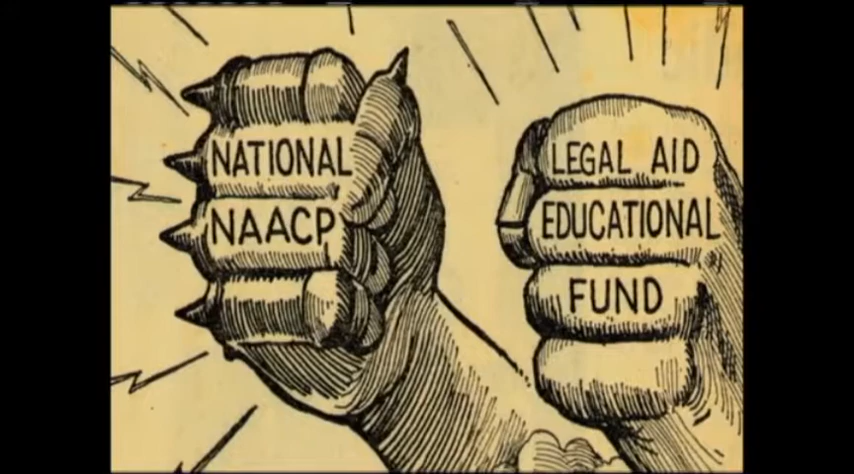 NATIONAL
NAACP
LEGAL AID
EDUCATIONAL
FUND